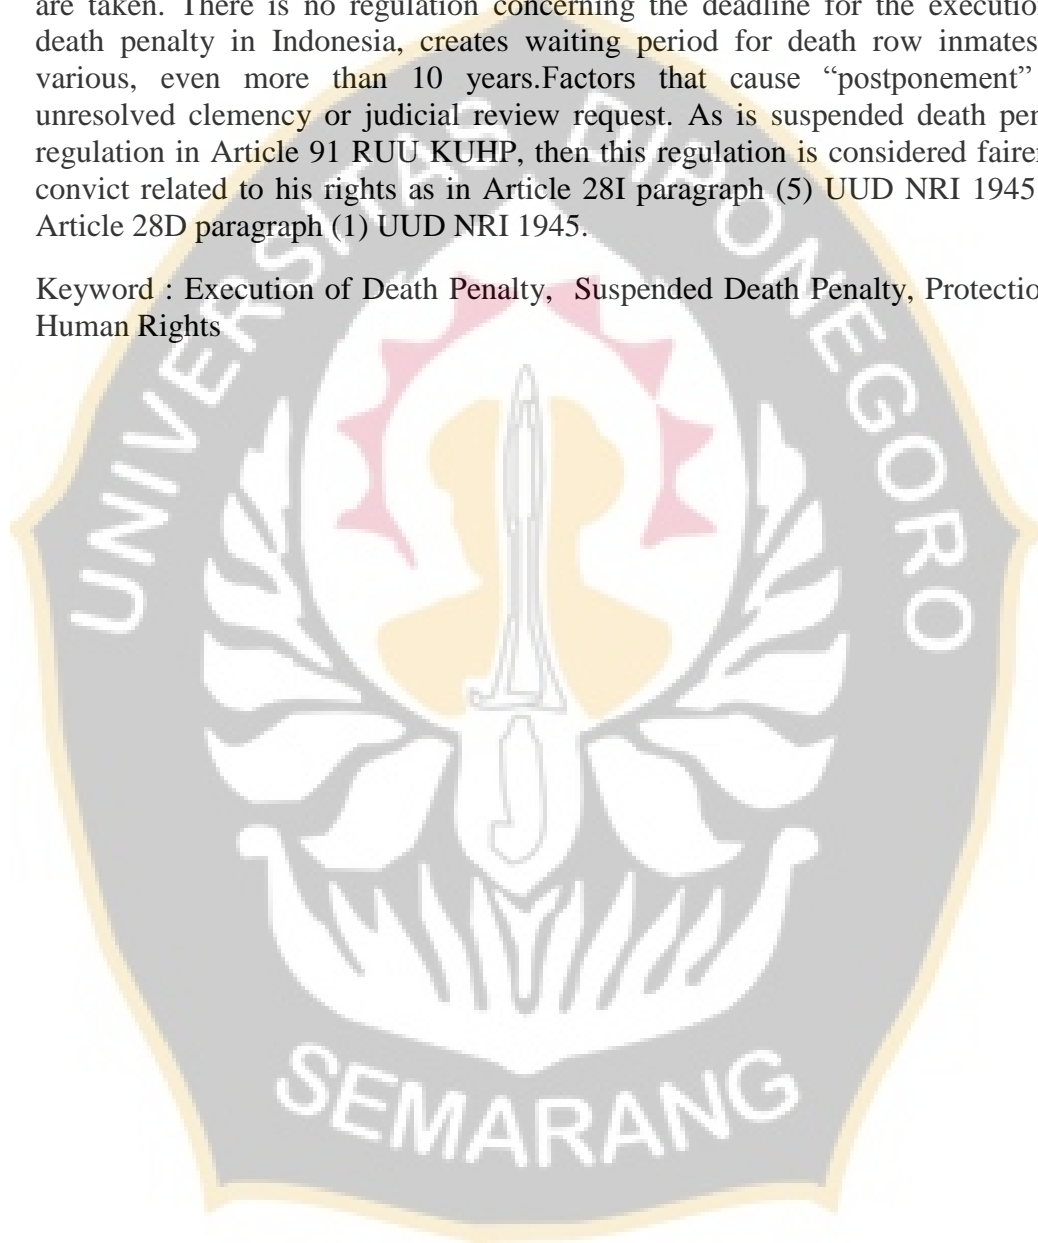 are taken. There is no regulation concerning the deadline for the execution
death penalty in Indonesia, creates waiting period for death row inmates
various, even more than 10 years.Factors that cause “postponement”
unresolved clemency or judicial review request. As is suspended death pen
regulation in Article 91 RUU KUHP, then this regulation is considered faire
convict related to his rights as in Article 28I paragraph (5) UUD NRI 1945
Article 28D paragraph (1) UUD NRI 1945.
Keyword : Execution of Death Penalty, Suspended Death Penalty, Protectio
Human Rights
UNIVERSITAS DIPONEGORO
SEMARANG